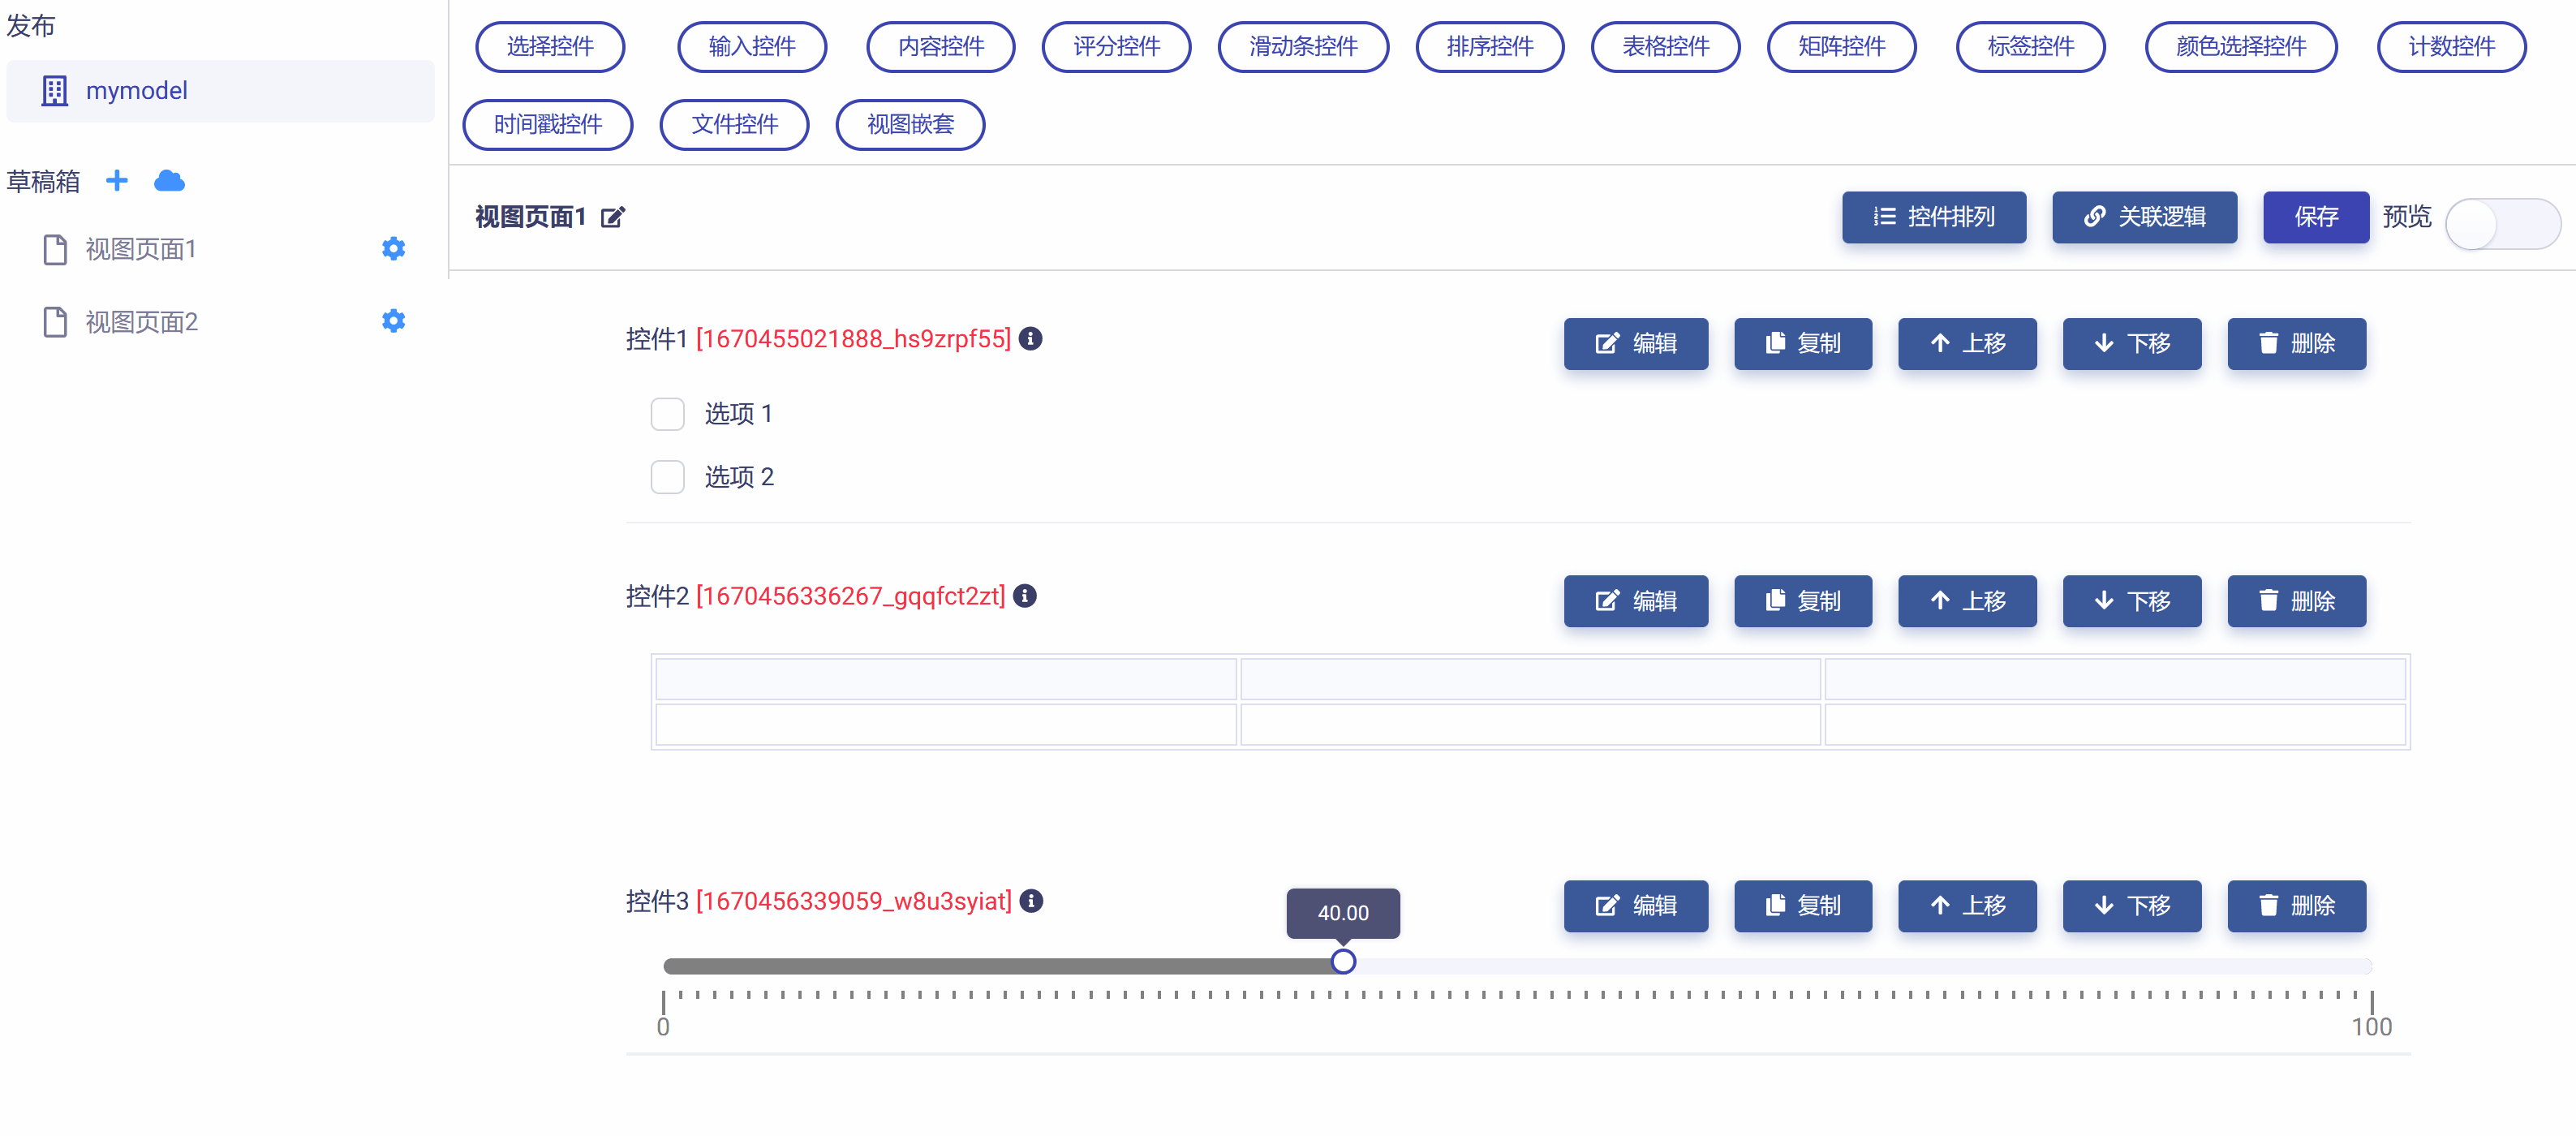 发布
mymodel
草稿箱
视图页面1
视图页面2
选择控件 输入控件 内容控件 评分控件 滑动条控件 排序控件 表格控件 矩阵控件 标签控件 颜色选择控件 计数控件
时间戳控件 文件控件 视图嵌套
视图页面1 控件排列 关联逻辑 保存 预览
控件1 [1670455021888_hs9zrpf55] 编辑 复制 上移 下移 删除
选项 1
选项 2
控件2 [1670456336267_gqqfct2zt] 编辑 复制 上移 下移 删除
控件3 [1670456339059_w8u3syiat] 编辑 复制 上移 下移 删除
40.00
0 100